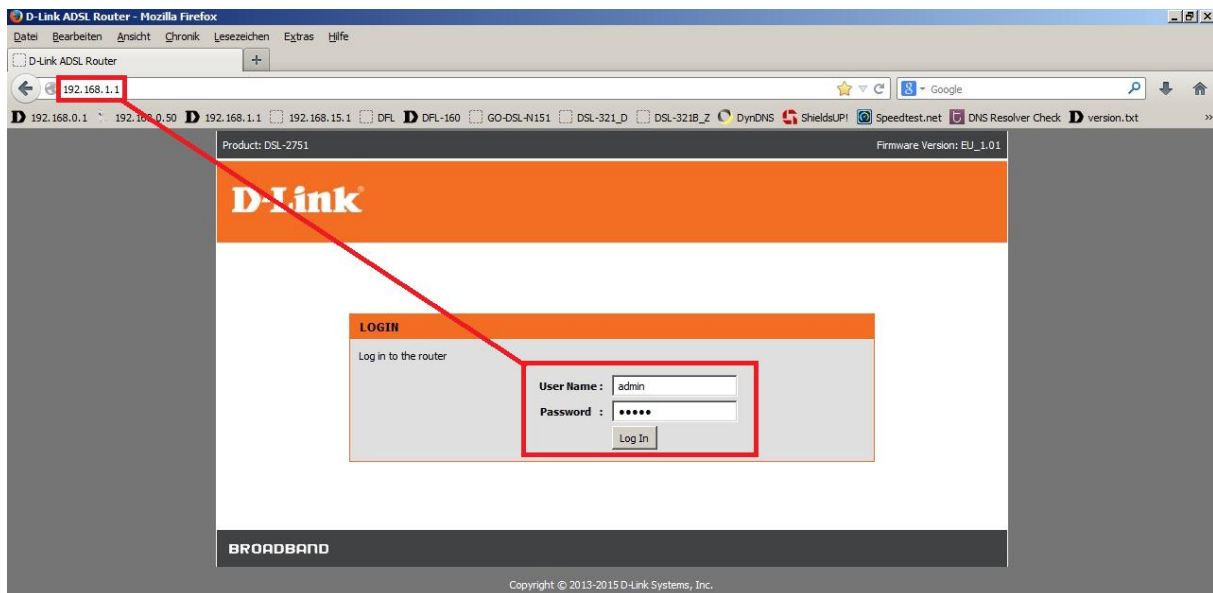 D-Link ADSL Router - Mozilla Firefox
Datei Bearbeiten Ansicht Chronik Lesezeichen Extras Hilfe
D-Link ADSL Router +
192.168.1.1 Google
192.168.0.1 192.168.0.50 192.168.1.1 192.168.15.1 DFL DFL-160 GO-DSL-N151 DSL-321_D DSL-321B_Z DynDNS ShieldsUP! Speedtest.net DNS Resolver Check version.txt »
Product: DSL-2751 Firmware Version: EU_1.01
D-Link
LOGIN
Log in to the router
User Name : admin
Password : •••••
Log In
BROADBAND
Copyright © 2013-2015 D-Link Systems, Inc.